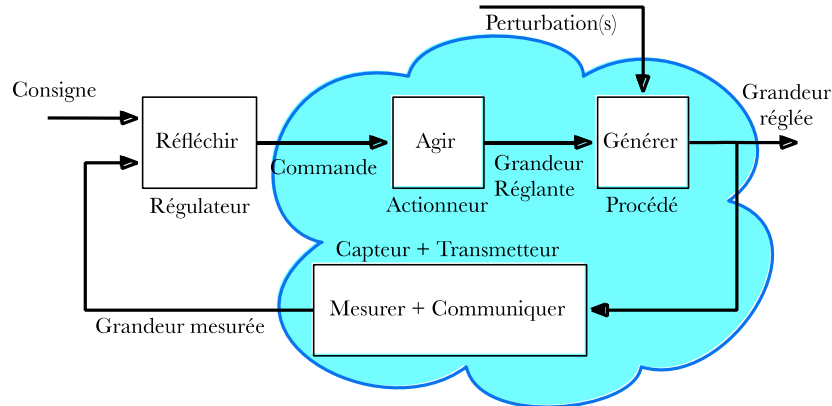 Perturbation(s)
Consigne
Grandeur
réglée
Réfléchir
Agir
Générer
Commande
Grandeur
Réglante
Régulateur
Actionneur
Procédé
Capteur + Transmetteur
Mesurer + Communiquer
Grandeur mesurée